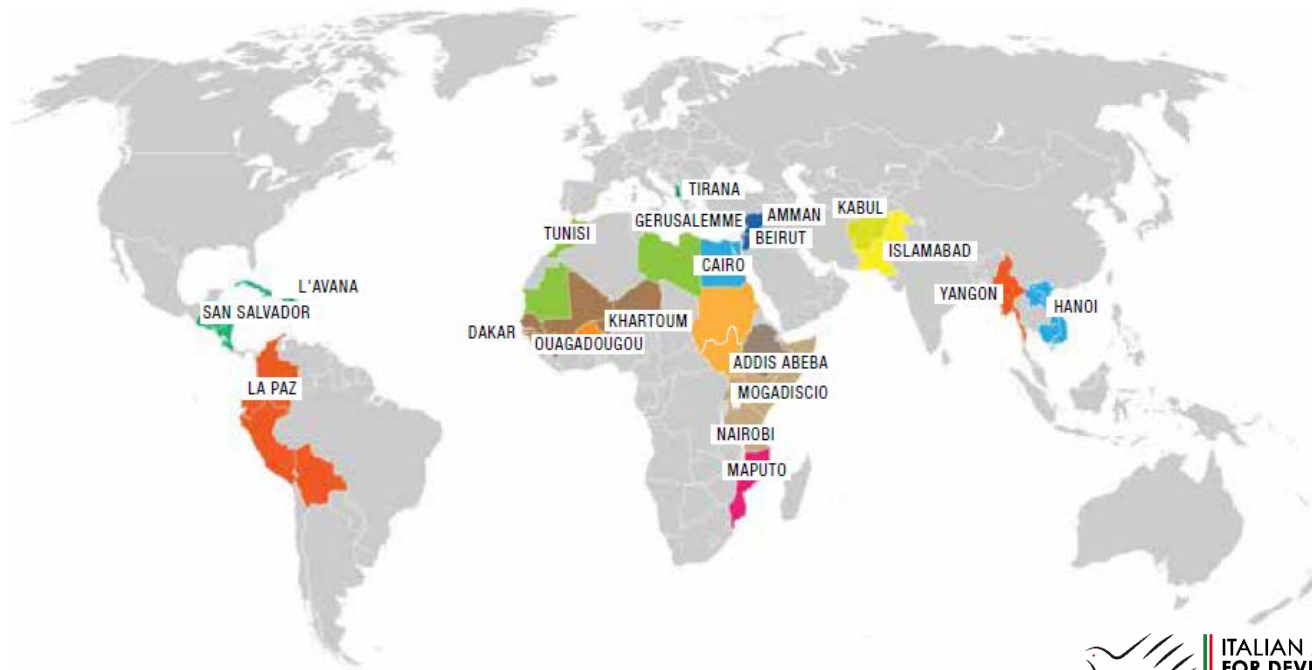 TIRANA
GERUSALEMME
AMMAN
KABUL
TUNISI
BEIRUT
ISLAMABAD
CAIRO
L'AVANA
YANGON
HANOI
SAN SALVADOR
DAKAR
KHARTOUM
OUAGADOUGOU
ADDIS ABEBA
LA PAZ
MOGADISCIO
NAIROBI
MAPUTO
ITALIAN
FOR DEV